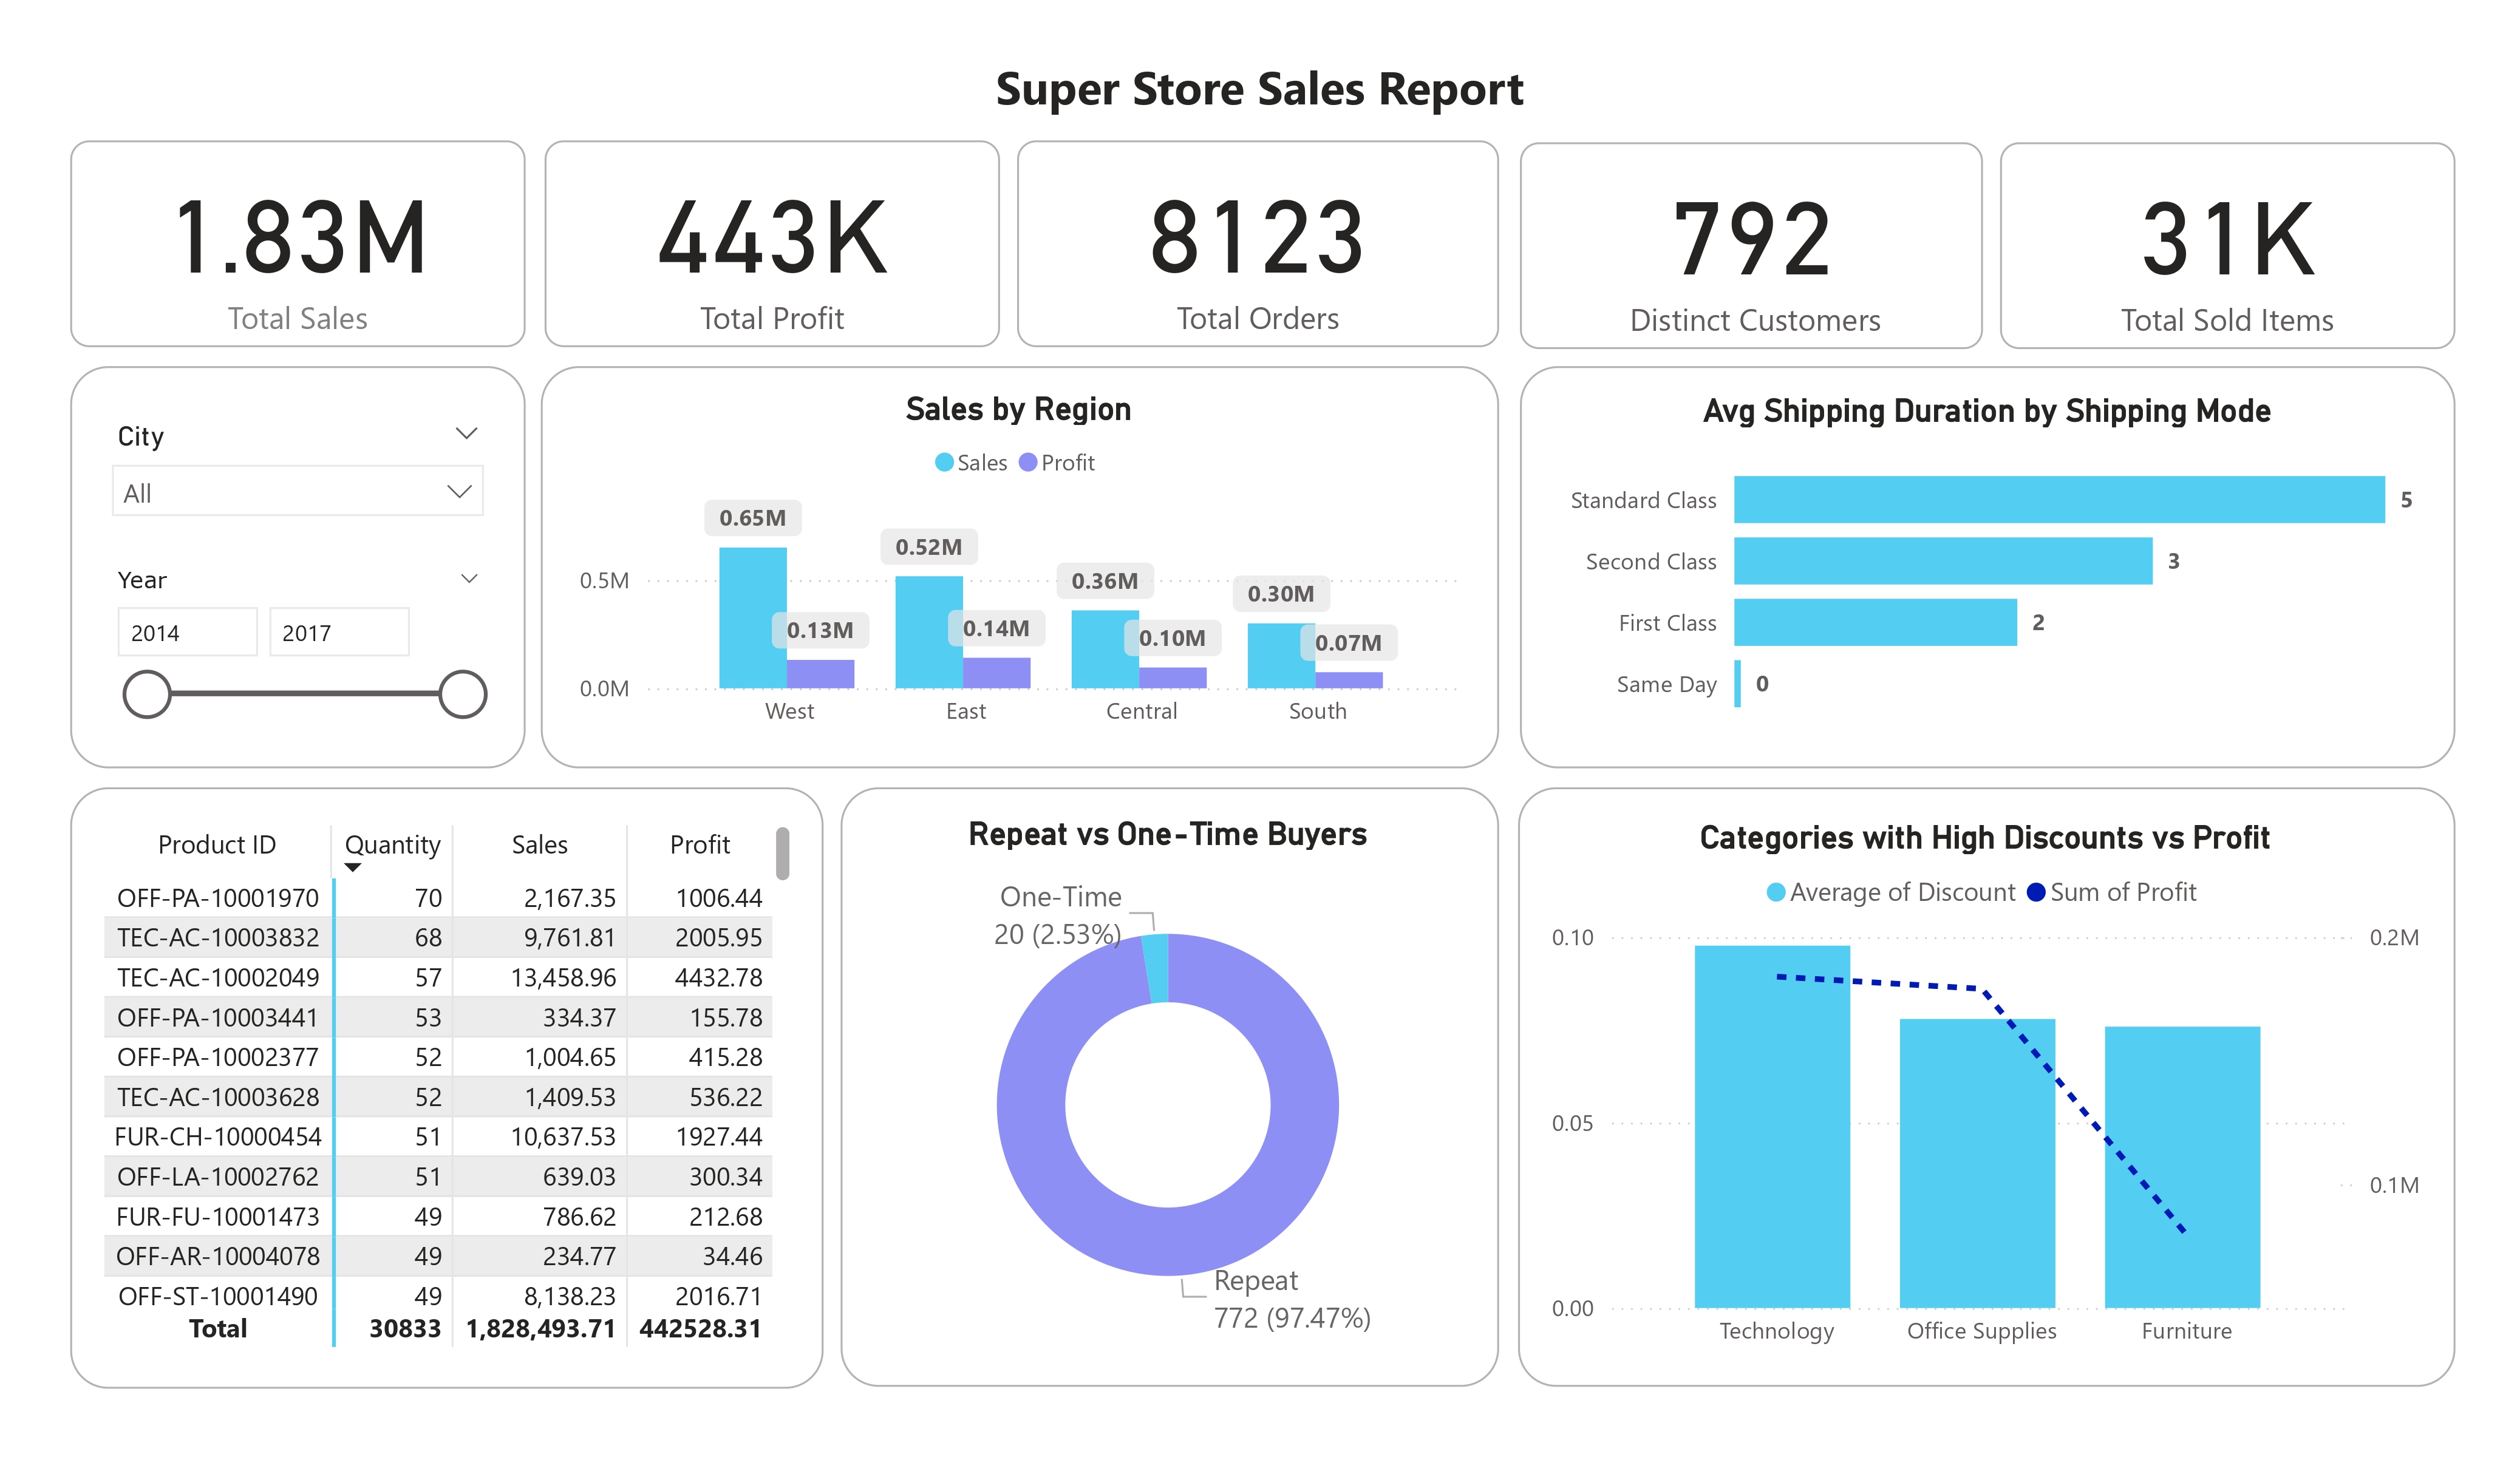 Super Store Sales Report
1.83M
Total Sales
443K
Total Profit
8123
Total Orders
792
Distinct Customers
31K
Total Sold Items
City
All
Year
2014 2017
Sales by Region
Sales Profit
0.65M
0.52M
0.5M
0.36M
0.30M
0.13M
0.14M
0.10M
0.07M
0.0M
West East Central South
Avg Shipping Duration by Shipping Mode
Standard Class 5
Second Class 3
First Class 2
Same Day 0
Product ID Quantity Sales Profit
OFF-PA-10001970 70 2,167.35 1006.44
TEC-AC-10003832 68 9,761.81 2005.95
TEC-AC-10002049 57 13,458.96 4432.78
OFF-PA-10003441 53 334.37 155.78
OFF-PA-10002377 52 1,004.65 415.28
TEC-AC-10003628 52 1,409.53 536.22
FUR-CH-10000454 51 10,637.53 1927.44
OFF-LA-10002762 51 639.03 300.34
FUR-FU-10001473 49 786.62 212.68
OFF-AR-10004078 49 234.77 34.46
OFF-ST-10001490 49 8,138.23 2016.71
Total 30833 1,828,493.71 442528.31
Repeat vs One-Time Buyers
One-Time
20 (2.53%)
Repeat
772 (97.47%)
Categories with High Discounts vs Profit
Average of Discount Sum of Profit
0.10 0.2M
0.05
0.1M
0.00
Technology Office Supplies Furniture